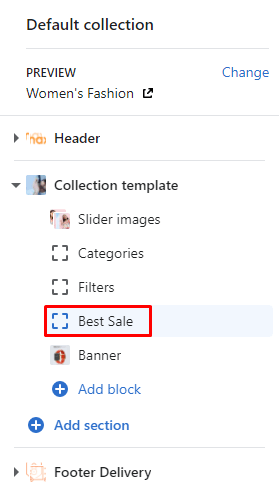 Default collection
PREVIEW Change
Women's Fashion
Header
Collection template
Slider images
Categories
Filters
Best Sale
Banner
Add block
Add section
Footer Delivery